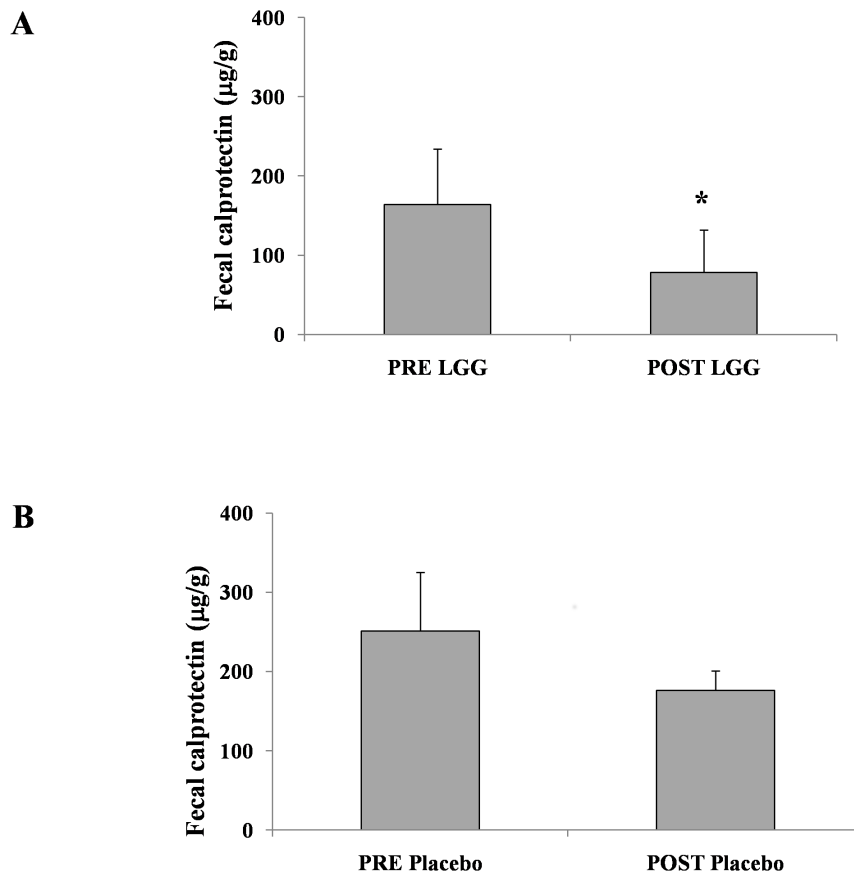 A
Fecal calprotectin (µg/g)
400
300
200
100
0
*
PRE LGG
POST LGG
B
Fecal calprotectin (µg/g)
400
300
200
100
0
PRE Placebo
POST Placebo